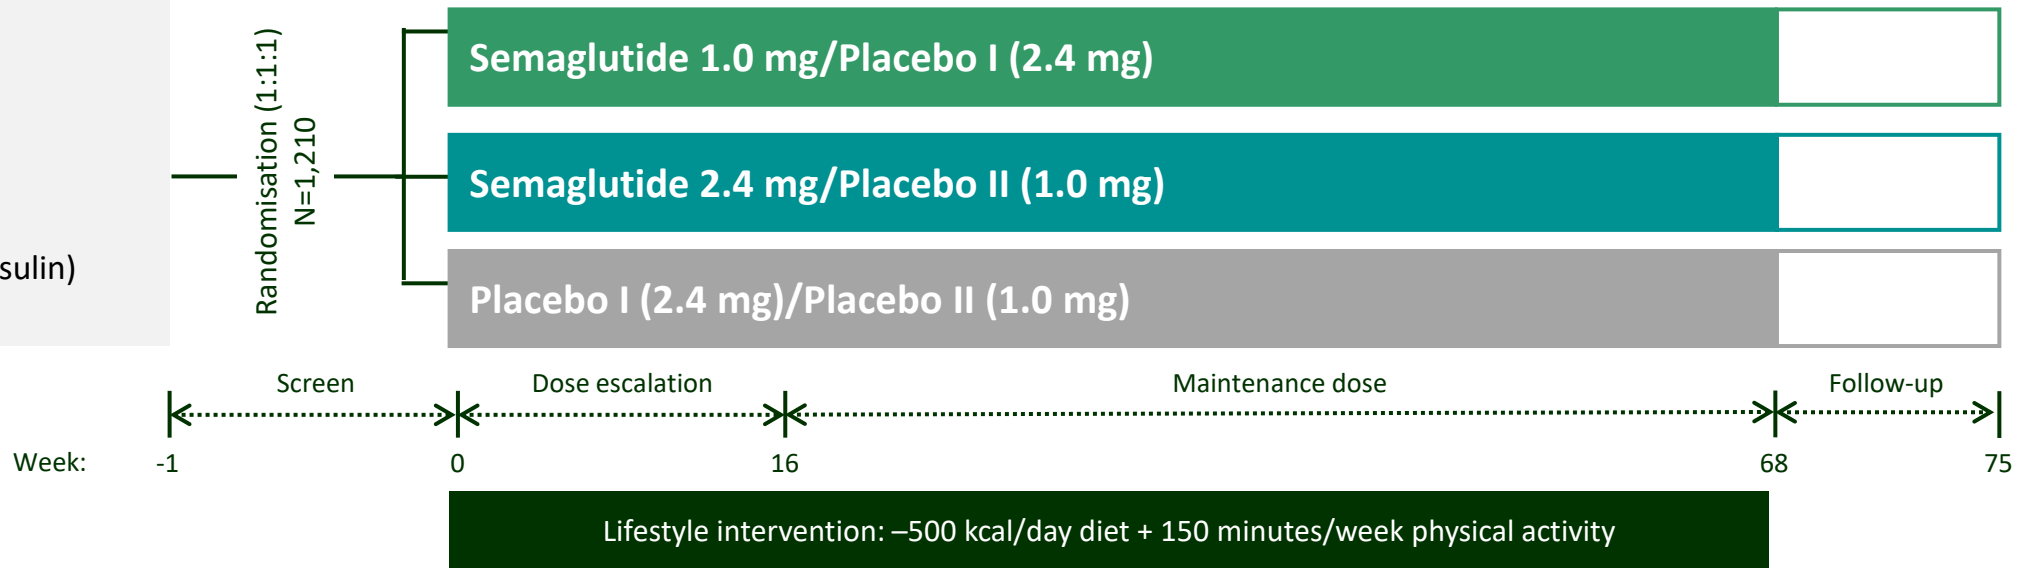 sulin)
Randomisation (1:1:1)
N=1,210
Semaglutide 1.0 mg/Placebo I (2.4 mg)
Semaglutide 2.4 mg/Placebo II (1.0 mg)
Placebo I (2.4 mg)/Placebo II (1.0 mg)
Screen Dose escalation Maintenance dose Follow-up
Week: -1 0 16 68 75
Lifestyle intervention: –500 kcal/day diet + 150 minutes/week physical activity